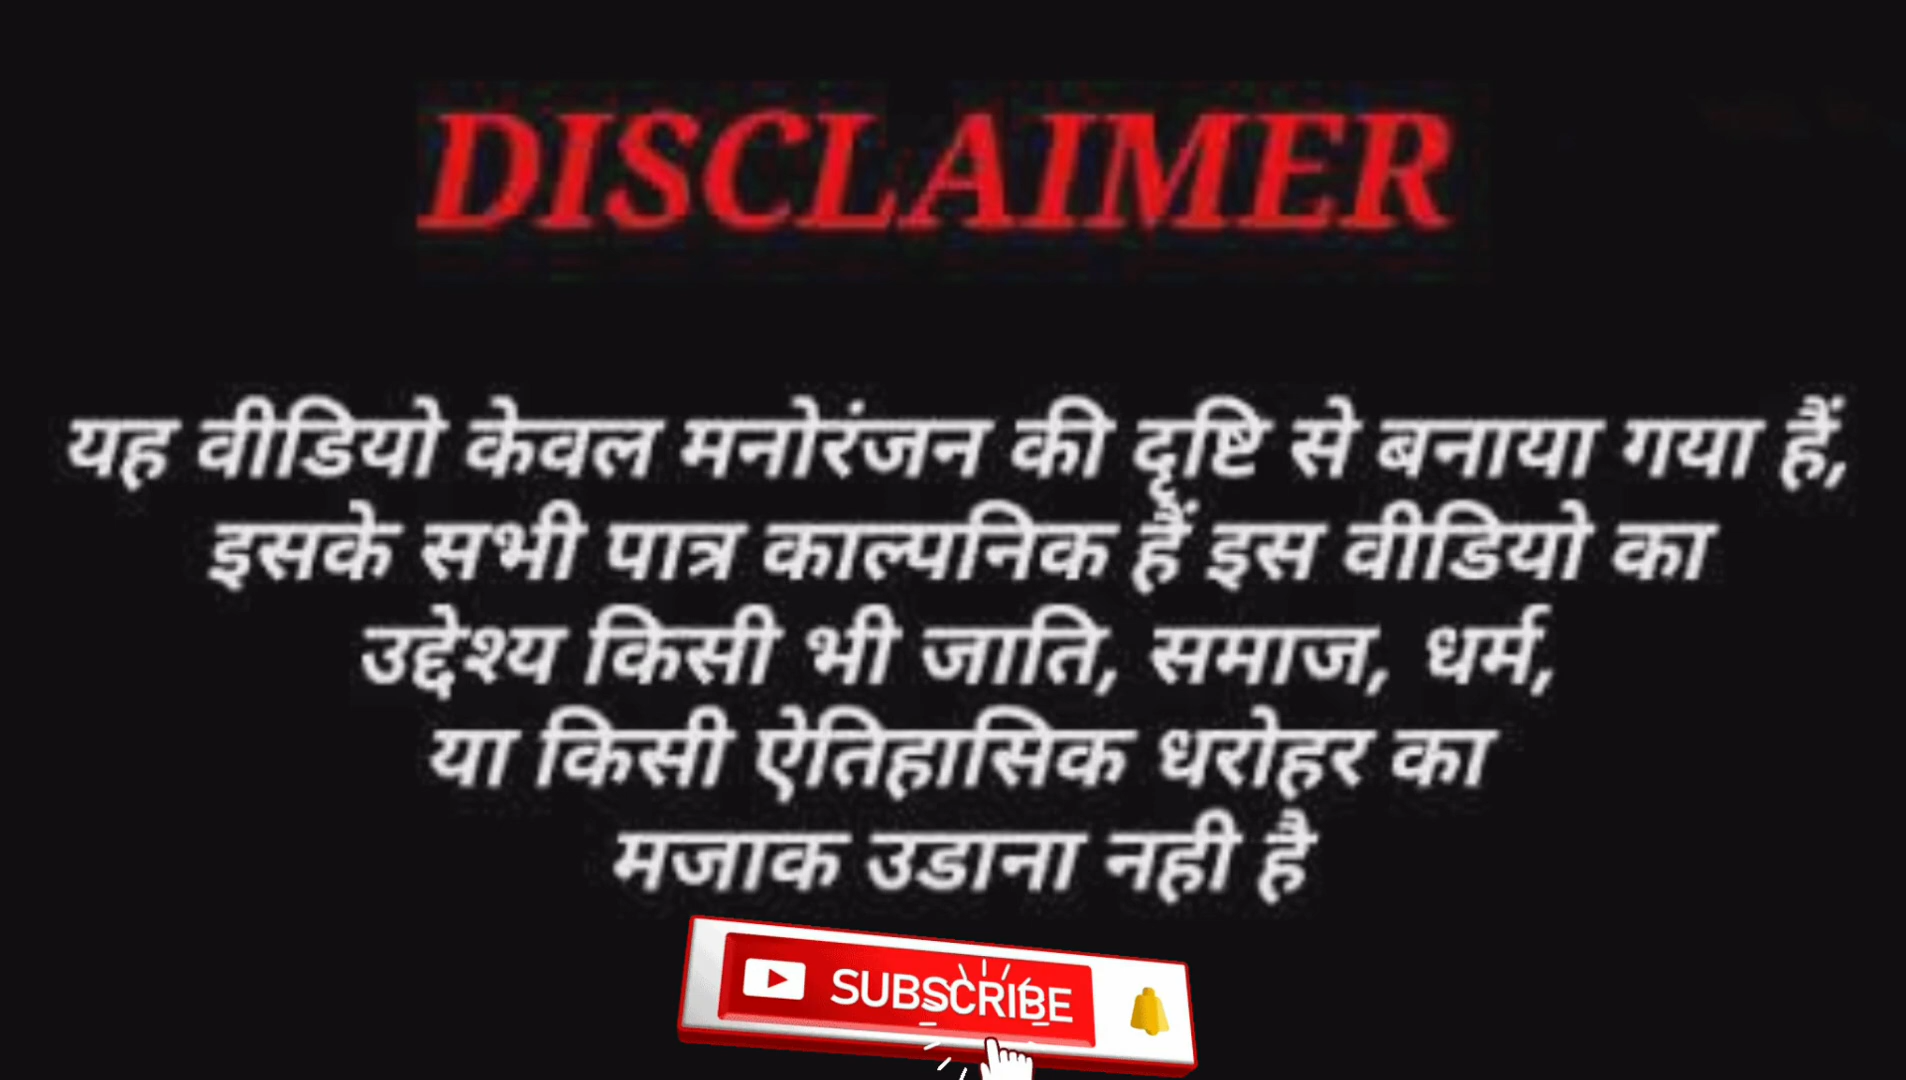 DISCLAIMER
यह वीडियो केवल मनोरंजन की दृष्टि से बनाया गया हैं,
इसके सभी पात्र काल्पनिक हैं इस वीडियो का
उद्देश्य किसी भी जाति, समाज, धर्म,
या किसी ऐतिहासिक धरोहर का
मजाक उडाना नही है
SUBSCRIBE